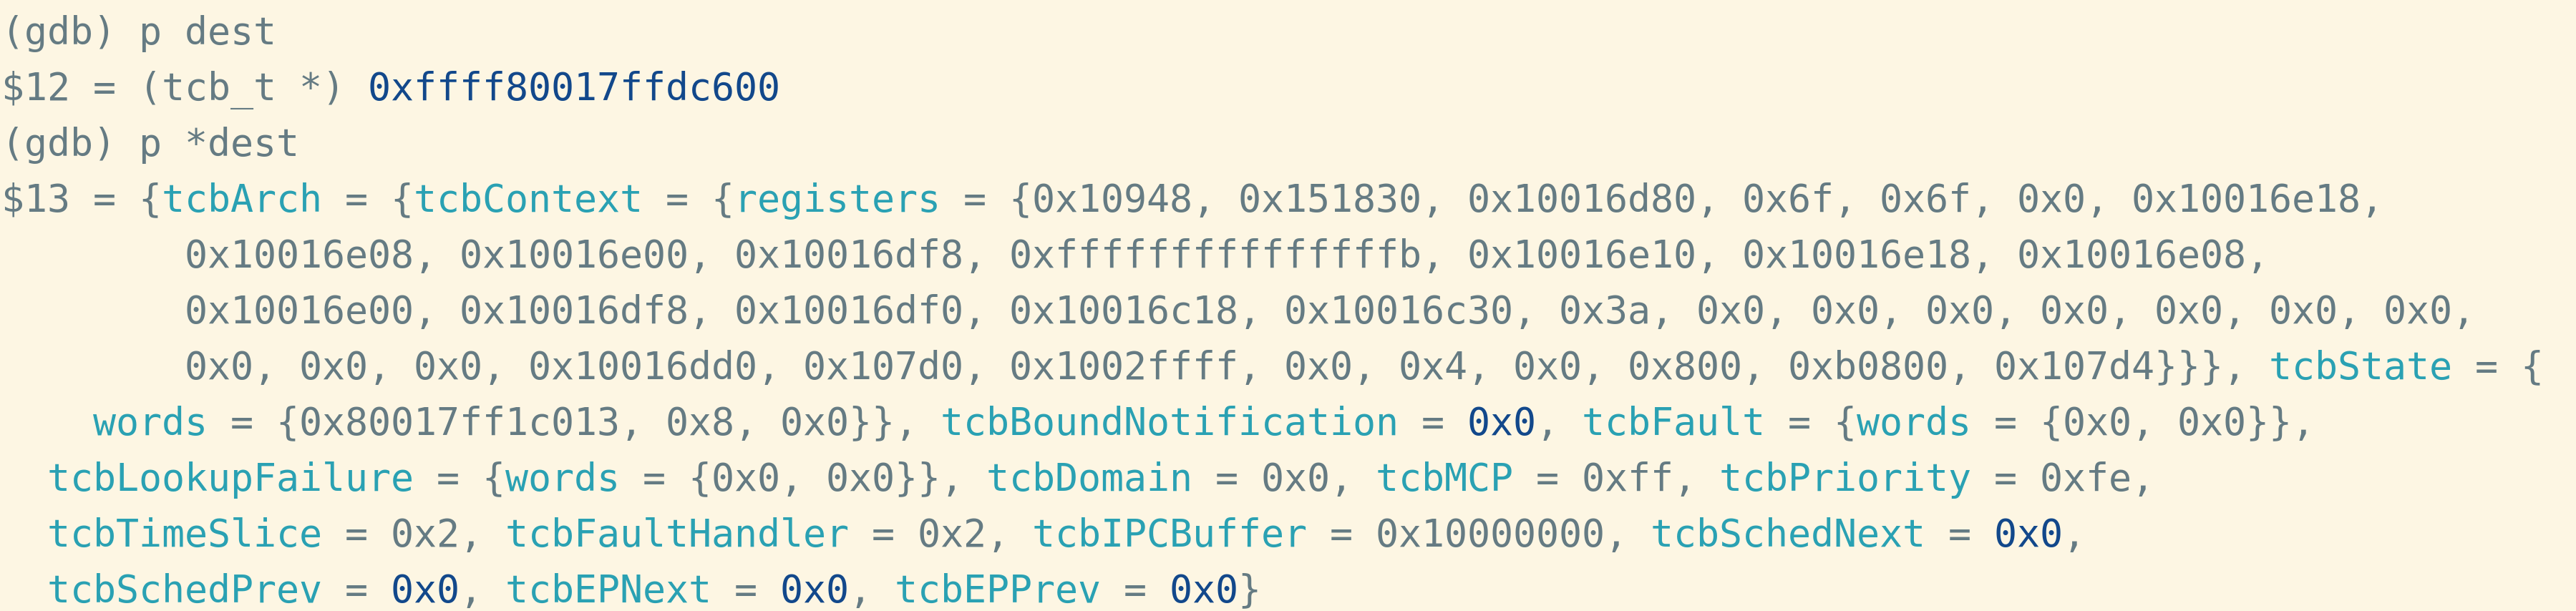 (gdb) p dest
$12 = (tcb_t *) 0xffff80017ffdc600
(gdb) p *dest
$13 = {tcbArch = {tcbContext = {registers = {0x10948, 0x151830, 0x10016d80, 0x6f, 0x6f, 0x0, 0x10016e18,
0x10016e08, 0x10016e00, 0x10016df8, 0xfffffffffffffffb, 0x10016e10, 0x10016e18, 0x10016e08,
0x10016e00, 0x10016df8, 0x10016df0, 0x10016c18, 0x10016c30, 0x3a, 0x0, 0x0, 0x0, 0x0, 0x0, 0x0, 0x0,
0x0, 0x0, 0x0, 0x10016dd0, 0x107d0, 0x1002ffff, 0x0, 0x4, 0x0, 0x800, 0xb0800, 0x107d4}}}, tcbState = {
words = {0x80017ff1c013, 0x8, 0x0}}, tcbBoundNotification = 0x0, tcbFault = {words = {0x0, 0x0}},
tcbLookupFailure = {words = {0x0, 0x0}}, tcbDomain = 0x0, tcbMCP = 0xff, tcbPriority = 0xfe,
tcbTimeSlice = 0x2, tcbFaultHandler = 0x2, tcbIPCBuffer = 0x10000000, tcbSchedNext = 0x0,
tcbSchedPrev = 0x0, tcbEPNext = 0x0, tcbEPPrev = 0x0}